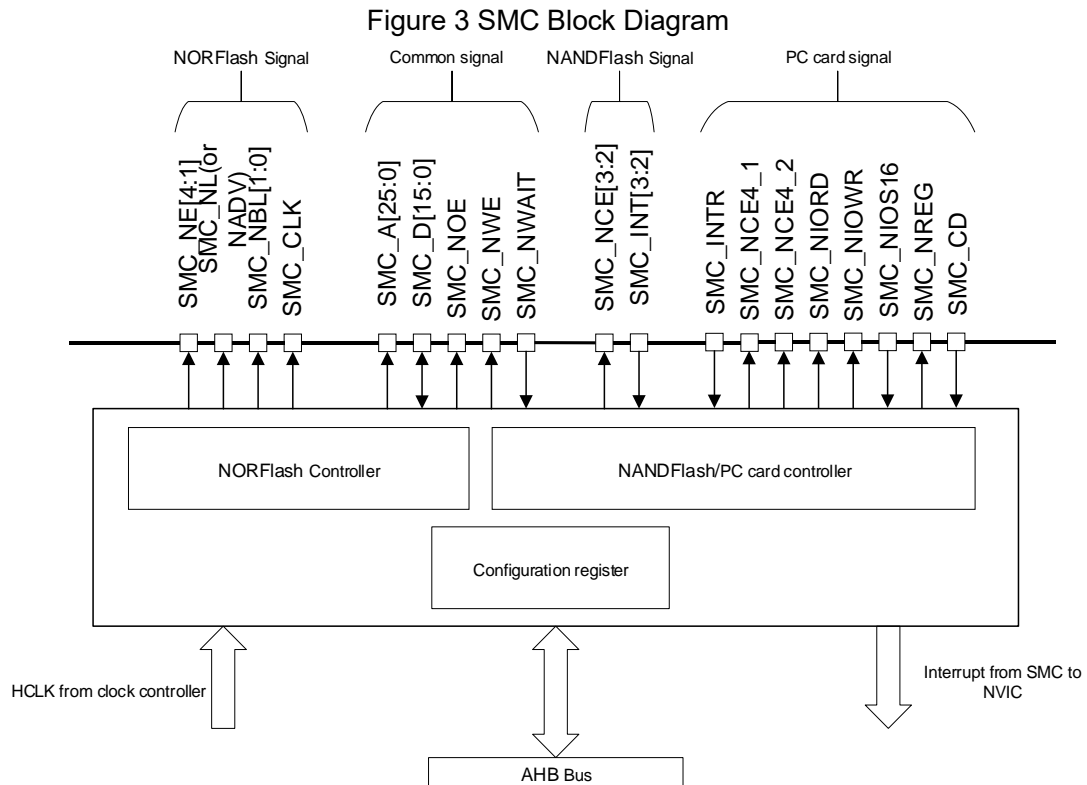 Figure 3 SMC Block Diagram
NORFlash Signal
Common signal
NANDFlash Signal
PC card signal
SMC_NE[4:1]
SMC_NL(or
NADV)
SMC_NBL[1:0]
SMC_CLK
SMC_A[25:0]
SMC_D[15:0]
SMC_NOE
SMC_NWE
SMC_NWAIT
SMC_NCE[3:2]
SMC_INT[3:2]
SMC_INTR
SMC_NCE4_1
SMC_NCE4_2
SMC_NIORD
SMC_NIOWR
SMC_NIOS16
SMC_NREG
SMC_CD
NORFlash Controller
NANDFlash/PC card controller
Configuration register
HCLK from clock controller
Interrupt from SMC to
NVIC
AHB Bus